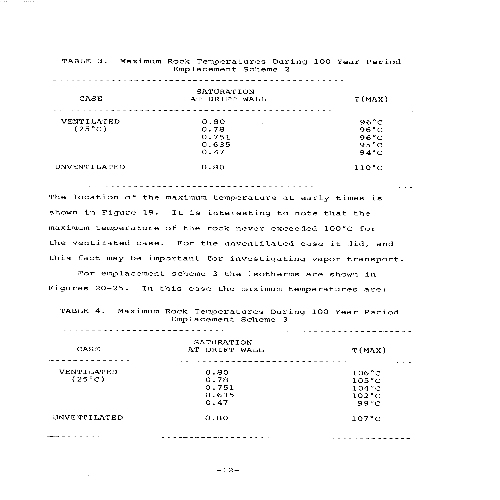 TABLE 3. Maximum Rock Temperatures During 100 Year Period
Emplacement Scheme 2
SATURATION
CASE AT DRIFT WALL T(MAX)
VENTILATED 0.80 96°C
(25°C) 0.78 96°C
0.751 96°C
0.635 95°C
0.47 94°C
UNVENTILATED 0.80 110°C
The location of the maximum temperature at early times is
shown in Figure 19. It is interesting to note that the
maximum temperature of the rock never exceeded 100°C for
the ventilated case. For the unventilated case it did, and
this fact may be important for investigating vapor transport.
For emplacement scheme 3 the isotherms are shown in
Figures 20-25. In this case the maximum temperatures are:
TABLE 4. Maximum Rock Temperatures During 100 Year Period
Emplacement Scheme 3
SATURATION
CASE AT DRIFT WALL T(MAX)
VENTILATED 0.80 106°C
(25°C) 0.78 105°C
0.751 104°C
0.635 102°C
0.47 99°C
UNVENTILATED 0.80 107°C
-12-